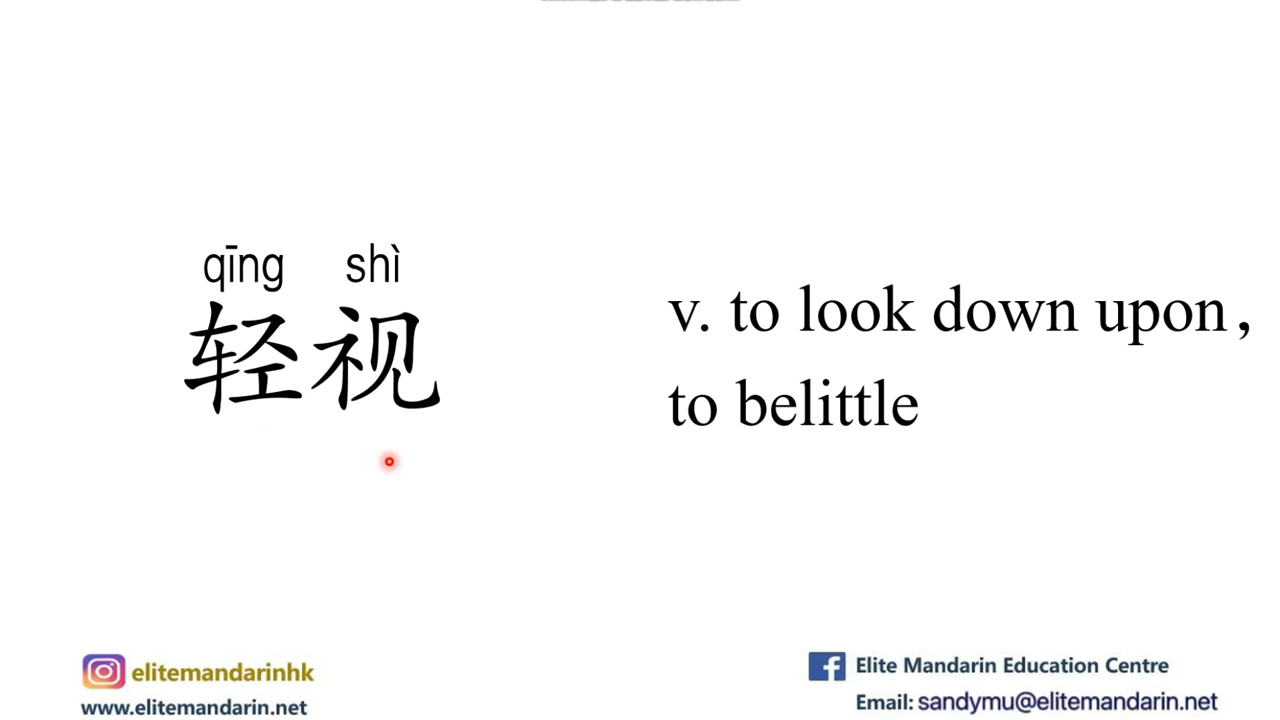 qīng shì
轻视
v. to look down upon，
to belittle
elitemandarinhk
www.elitemandarin.net
Elite Mandarin Education Centre
Email: sandymu@elitemandarin.net